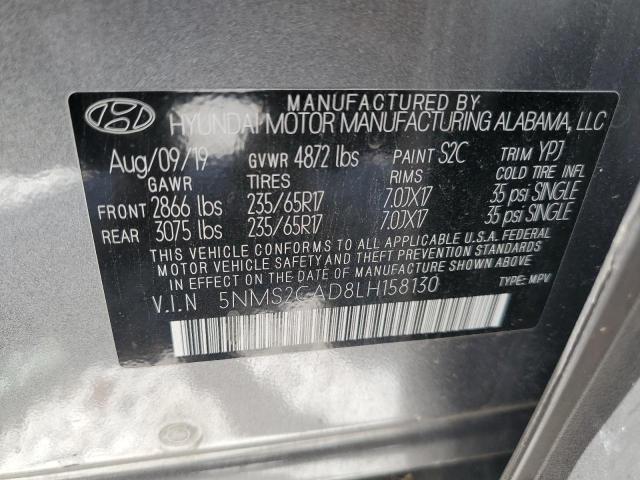 MANUFACTURED BY
HYUNDAI MOTOR MANUFACTURING ALABAMA, LLC
Aug/09/19 GVWR 4872 lbs PAINT S2C TRIM YPJ
GAWR TIRES RIMS COLD TIRE INFL
FRONT 2866 lbs 235/65R17 7.0JX17 35 psi SINGLE
REAR 3075 lbs 235/65R17 7.0JX17 35 psi SINGLE
THIS VEHICLE CONFORMS TO ALL APPLICABLE U.S.A. FEDERAL
MOTOR VEHICLE SAFETY AND THEFT PREVENTION STANDARDS
IN EFFECT ON THE DATE OF MANUFACTURE SHOWN ABOVE.
V.I.N 5NMS2CAD8LH158130 TYPE: MPV